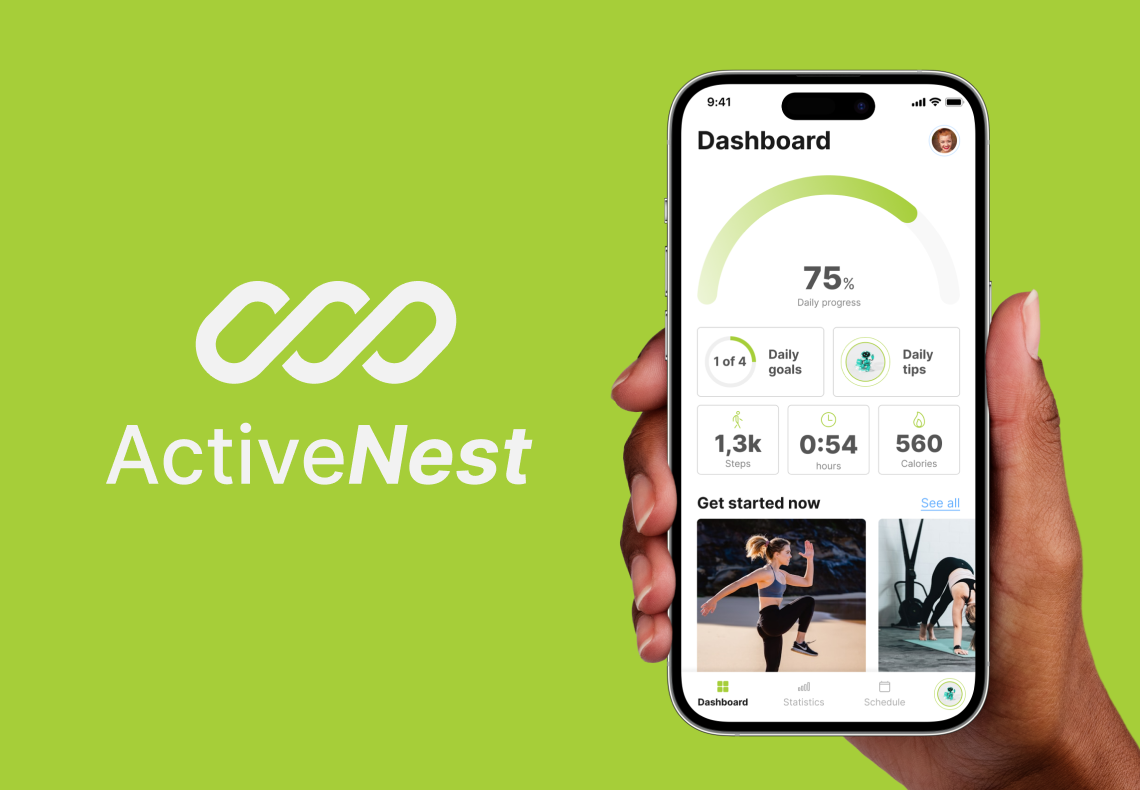 ActiveNest
9:41
Dashboard
75%
Daily progress
1 of 4
Daily
goals
Daily
tips
1,3k
Steps
0:54
hours
560
Calories
Get started now
See all
Dashboard
Statistics
Schedule